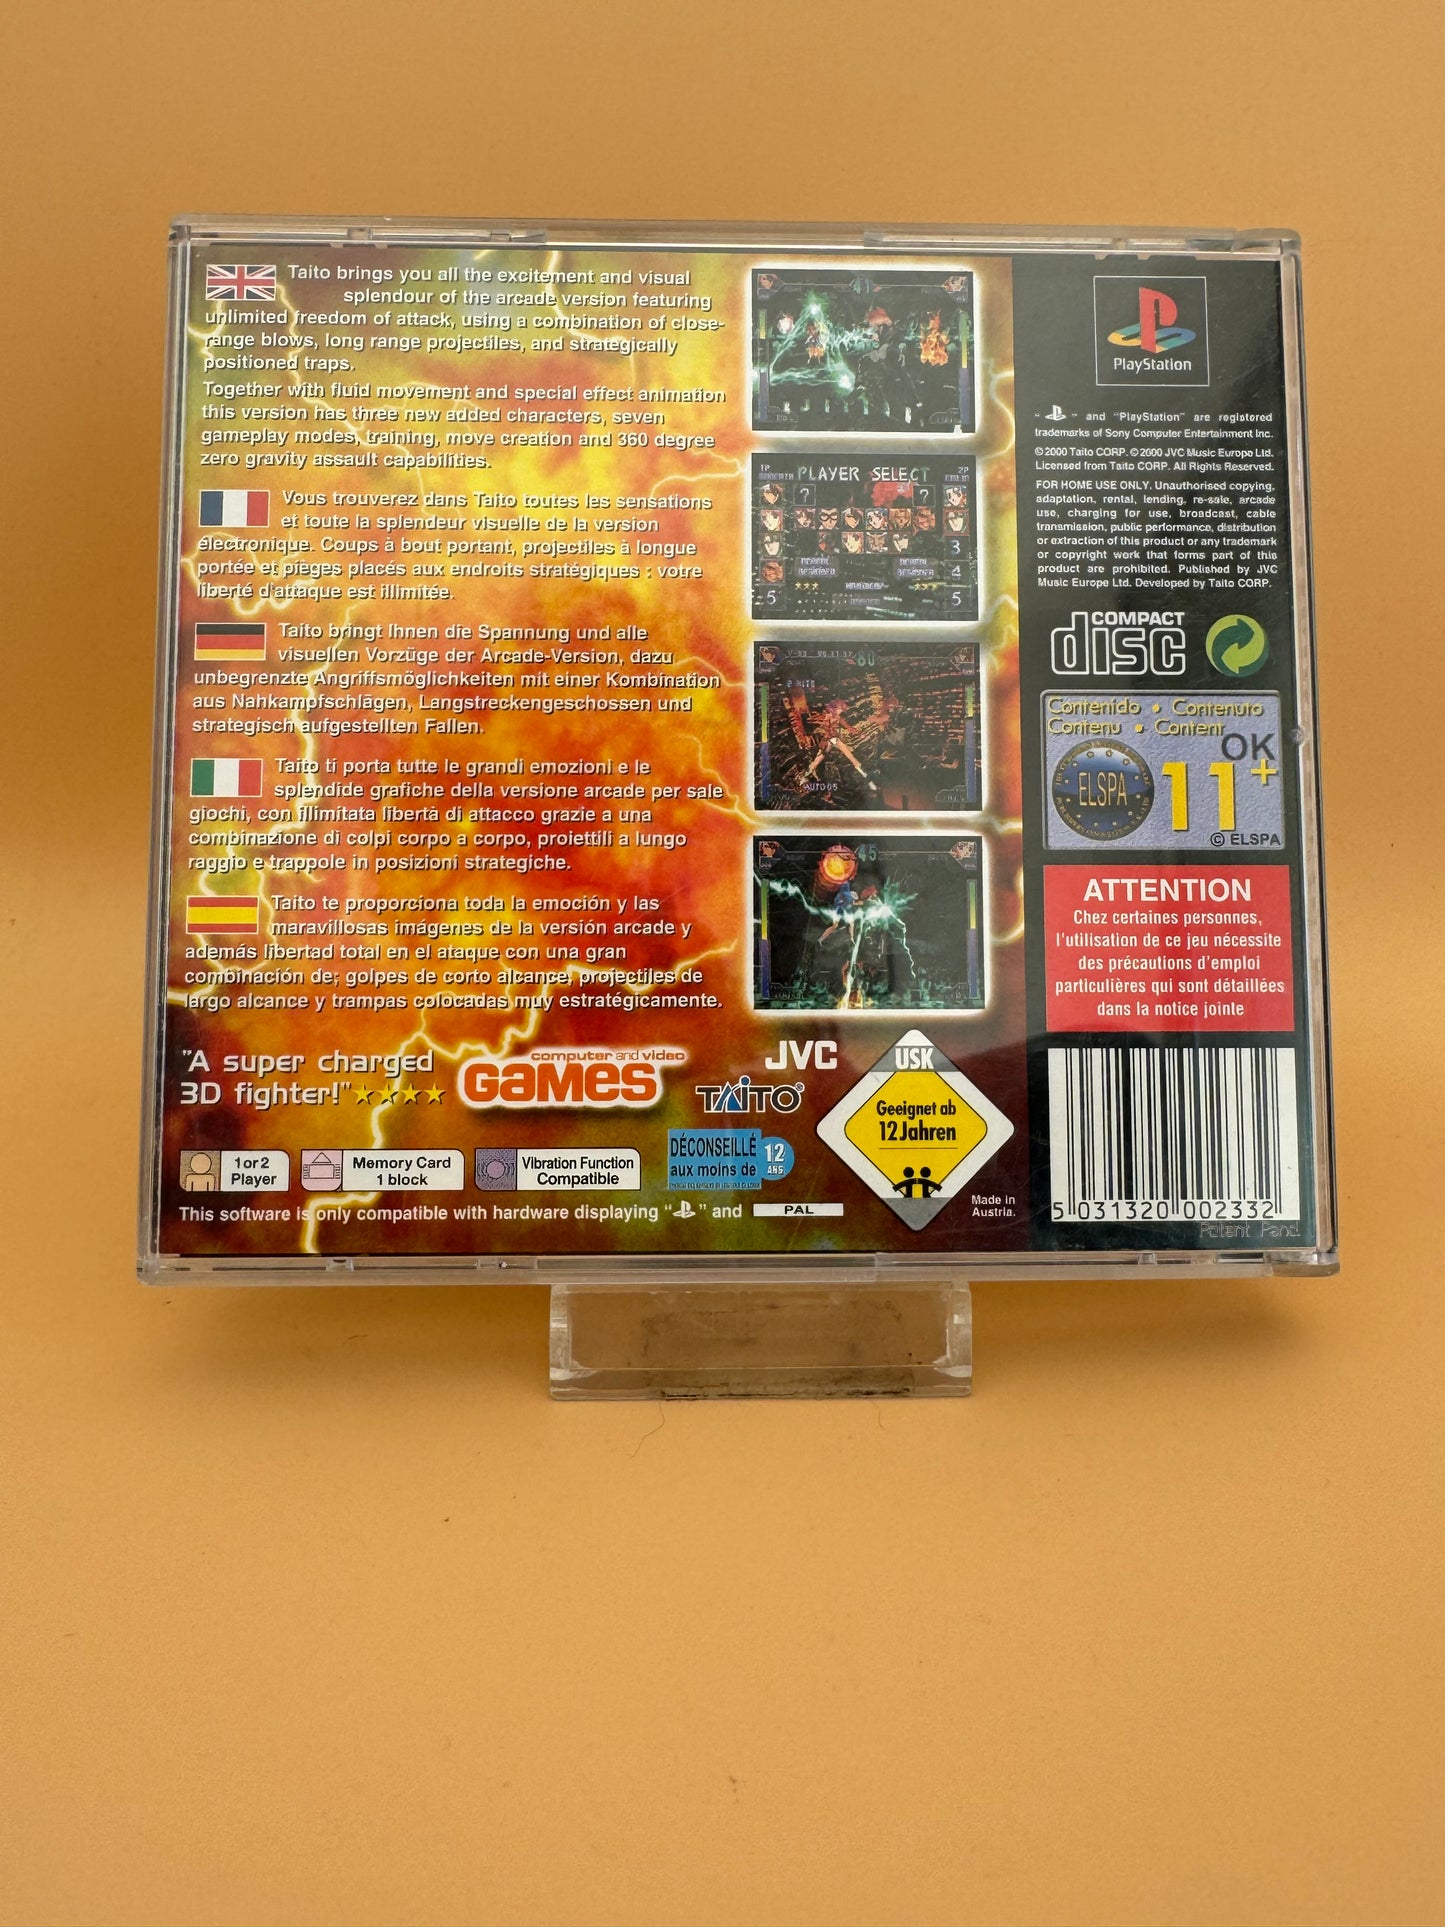 Taito brings you all the excitement and visual
splendour of the arcade version featuring
unlimited freedom of attack, using a combination of close-
range blows, long range projectiles, and strategically
positioned traps.
Together with fluid movement and special effect animation
this version has three new added characters, seven
gameplay modes, training, move creation and 360 degree
zero gravity assault capabilities.
Vous trouverez dans Taito toutes les sensations
et toute la splendeur visuelle de la version
électronique. Coups à bout portant, projectiles à longue
portée et pièges placés aux endroits stratégiques : votre
liberté d'attaque est illimitée.
Taito bringt Ihnen die Spannung und alle
visuellen Vorzüge der Arcade-Version, dazu
unbegrenzte Angriffsmöglichkeiten mit einer Kombination
aus Nahkampfschlägen, Langstreckengeschossen und
strategisch aufgestellten Fallen.
Taito ti porta tutte le grandi emozioni e le
splendide grafiche della versione arcade per sale
giochi, con illimitata libertà di attacco grazie a una
combinazione di colpi corpo a corpo, proiettili a lungo
raggio e trappole in posizioni strategiche.
Taito te proporciona toda la emoción y las
maravillosas imágenes de la versión arcade y
además libertad total en el ataque con una gran
combinación de; golpes de corto alcance, projectiles de
largo alcance y trampas colocadas muy estratégicamente.
"A super charged
3D fighter!"
computer and video
GAMES
JVC
TAITO®
1 or 2
Player
Memory Card
1 block
Vibration Function
Compatible
DÉCONSEILLÉ
aux moins de
12
ANS
This software is only compatible with hardware displaying " " and
PAL
USK
Geeignet ab
12 Jahren
Made in
Austria.
1P
PLAYER SELECT
2P
?
?
3
4
5
5
80
2 HITS
45
PlayStation
" " and "PlayStation" are registered
trademarks of Sony Computer Entertainment Inc.
© 2000 Taito CORP. © 2000 JVC Music Europe Ltd.
Licensed from Taito CORP. All Rights Reserved.
FOR HOME USE ONLY. Unauthorised copying,
adaptation, rental, lending, re-sale, arcade
use, charging for use, broadcast, cable
transmission, public performance, distribution
or extraction of this product or any trademark
or copyright work that forms part of this
product are prohibited. Published by JVC
Music Europe Ltd. Developed by Taito CORP.
COMPACT
disc
Contenido • Contenuto
Contenu • Content
OK
ELSPA
11+
© ELSPA
ATTENTION
Chez certaines personnes,
l'utilisation de ce jeu nécessite
des précautions d'emploi
particulières qui sont détaillées
dans la notice jointe
5 031320 002332
Patent Pend.